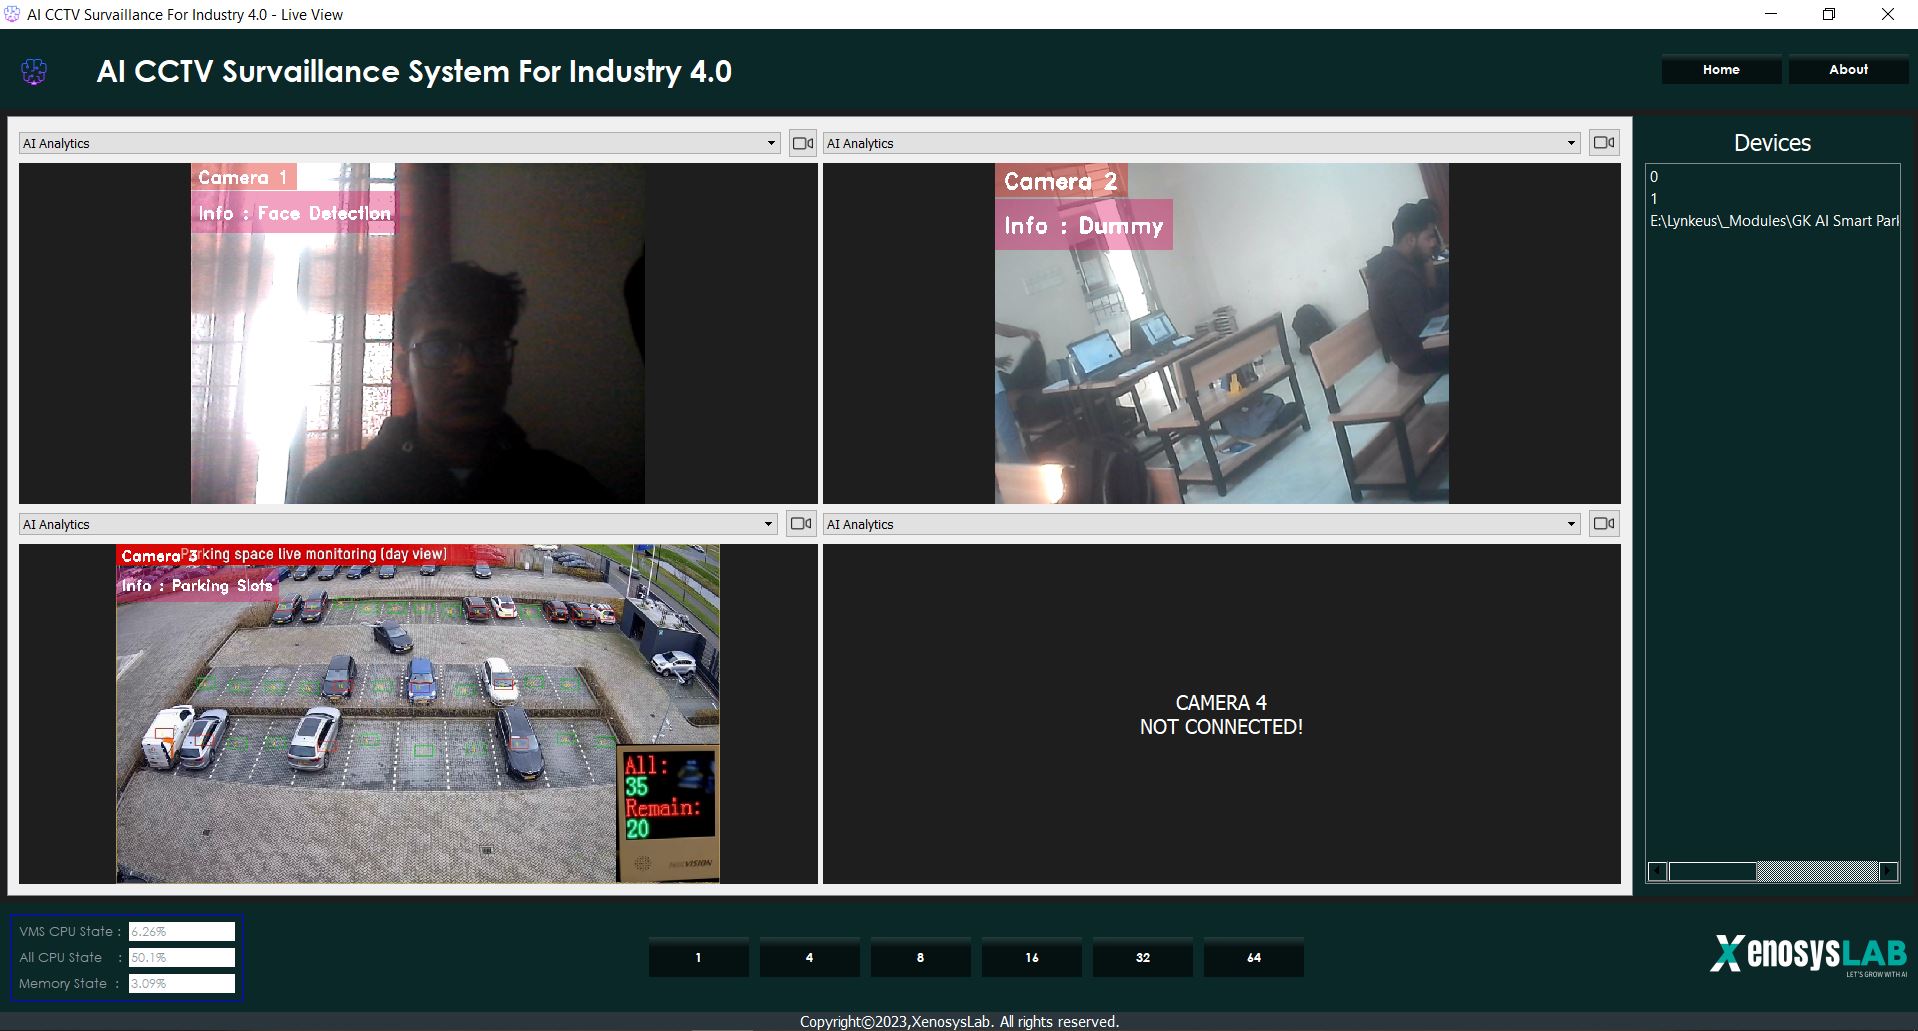 AI CCTV Survaillance For Industry 4.0 - Live View
AI CCTV Survaillance System For Industry 4.0
Home
About
AI Analytics
AI Analytics
Devices
Camera 1
Info : Face Detection
Camera 2
Info : Dummy
0
1
E:\Lynkeus\_Modules\GK AI Smart Park
AI Analytics
AI Analytics
Camera 3
Parking space live monitoring (day view)
Info : Parking Slots
All:
35
Remain:
20
HIKVISION
CAMERA 4
NOT CONNECTED!
VMS CPU State : 6.26%
All CPU State : 50.1%
Memory State : 3.09%
1
4
8
16
32
64
XenosysLAB
LET'S GROW WITH AI
Copyright©2023,XenosysLab. All rights reserved.